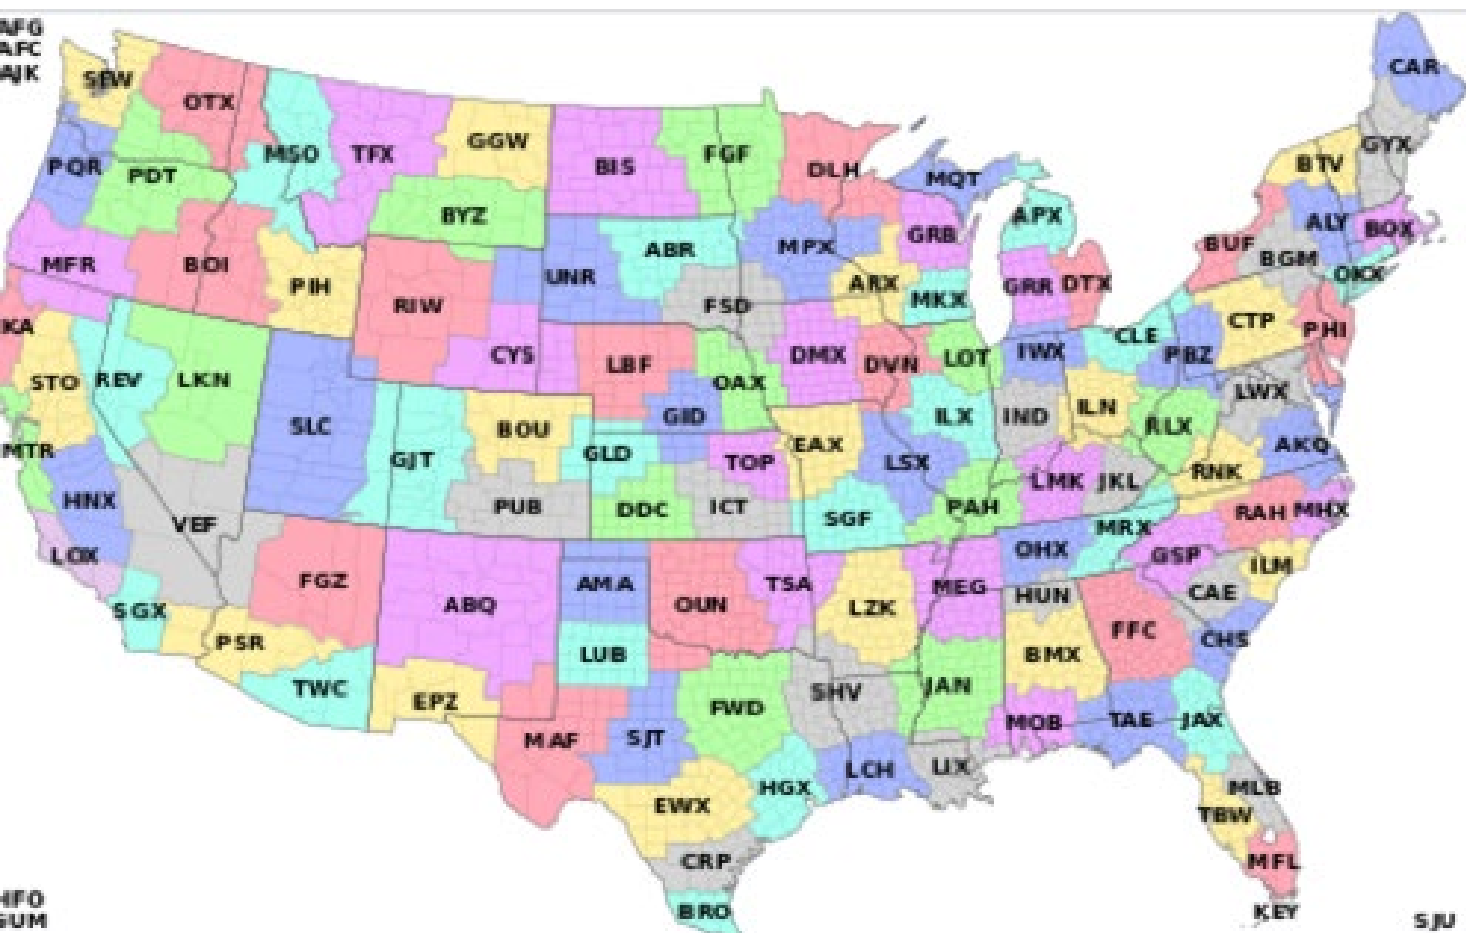 AFG
AFC
AJK
SEW
OTX
MSO
TFX
GGW
BIS
FGF
DLH
MQT
CAR
GYX
BTV
PQR
PDT
BYZ
ABR
MPX
GRB
APX
ALY
BOX
BUF
BGM
OKX
MFR
BOI
PIH
RIW
UNR
FSD
ARX
MKX
GRR
DTX
CLE
CTP
PHI
KA
STO
REV
LKN
SLC
CYS
LBF
OAX
DMX
DVN
LOT
IWX
PBZ
LWX
GID
ILX
IND
ILN
RLX
AKQ
MTR
GJT
BOU
GLD
TOP
EAX
LSX
LMK
JKL
RNK
HNX
VEF
PUB
DDC
ICT
SGF
PAH
MRX
RAH
MHX
LOX
OHX
GSP
ILM
SGX
FGZ
ABQ
AMA
OUN
TSA
LZK
MEG
HUN
CAE
PSR
LUB
BMX
FFC
CHS
TWC
EPZ
MAF
SJT
FWD
SHV
JAN
MOB
TAE
JAX
EWX
HGX
LCH
LIX
MLB
TBW
CRP
MFL
BRO
KEY
HFO
GUM
SJU